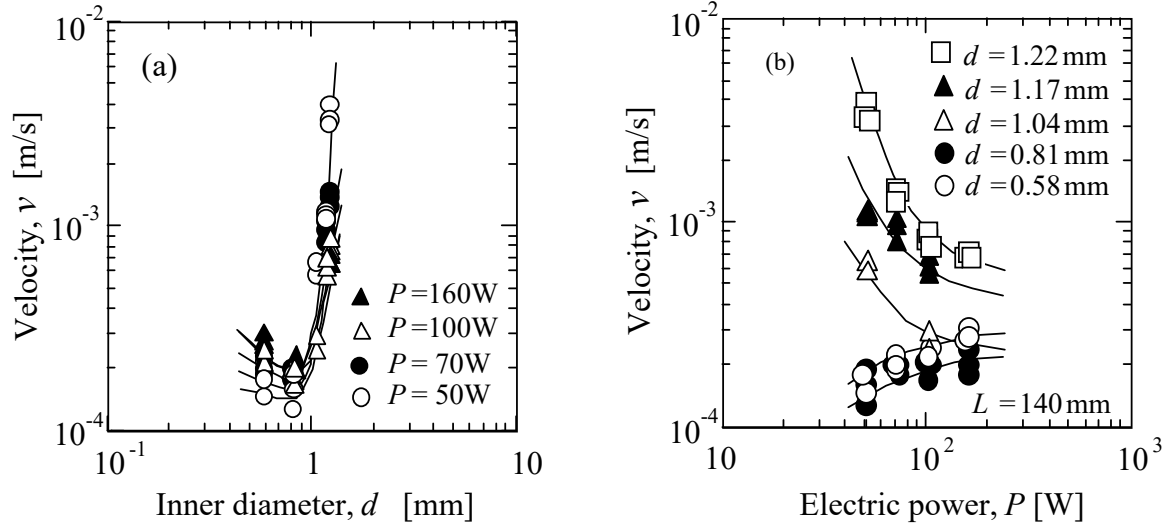 (a)
10⁻²
10⁻³
10⁻⁴
Velocity, v [m/s]
P = 160W
P = 100W
P = 70W
P = 50W
10⁻¹ 1 10
Inner diameter, d [mm]
(b)
10⁻²
10⁻³
10⁻⁴
Velocity, v [m/s]
d = 1.22 mm
d = 1.17 mm
d = 1.04 mm
d = 0.81 mm
d = 0.58 mm
L = 140 mm
10 10² 10³
Electric power, P [W]